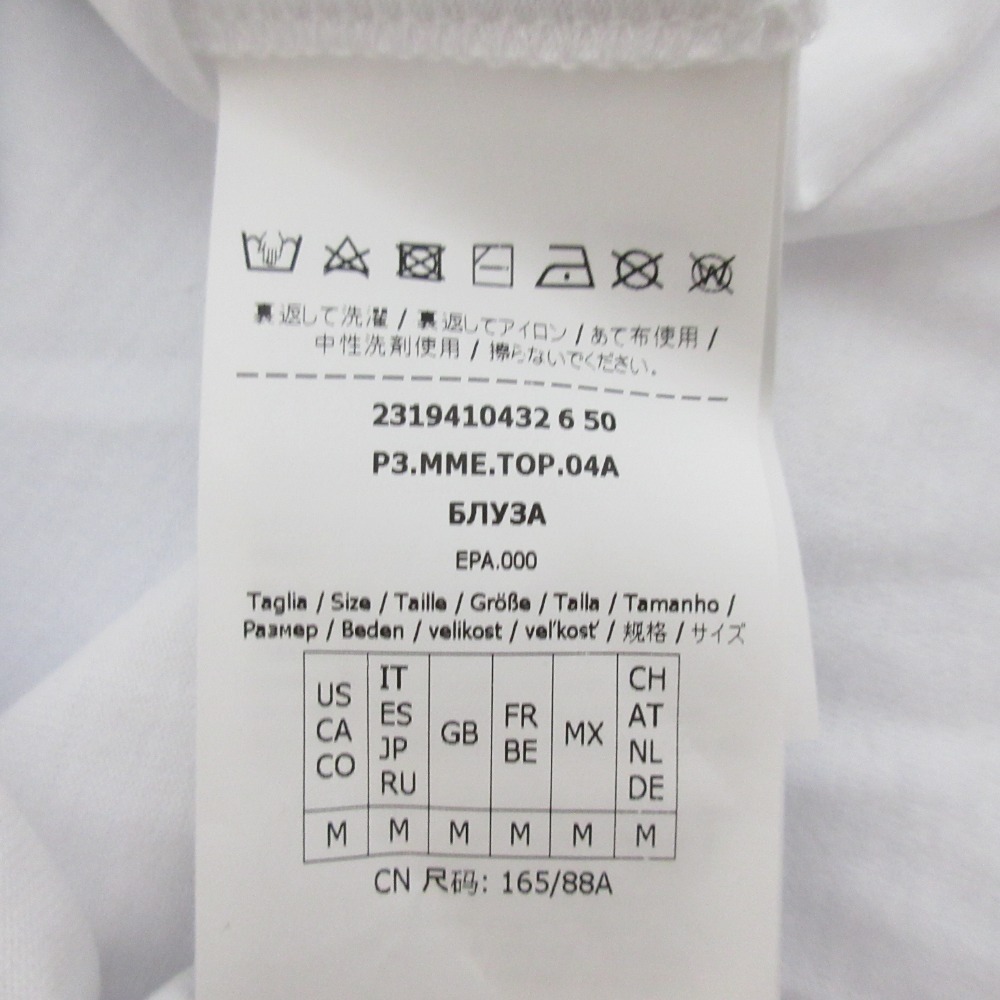 裏返して洗濯 / 裏返してアイロン / あて布使用 /
中性洗剤使用 / 擦らないでください。
2319410432 6 50
P3.MME.TOP.04A
БЛУЗА
EPA.000
Taglia / Size / Taille / Größe / Talla / Tamanho /
Размер / Beden / velikost / veľkosť / 规格 / サイズ
US CA CO IT ES JP RU GB FR BE MX CH AT NL DE
M M M M M M
CN 尺码: 165/88A